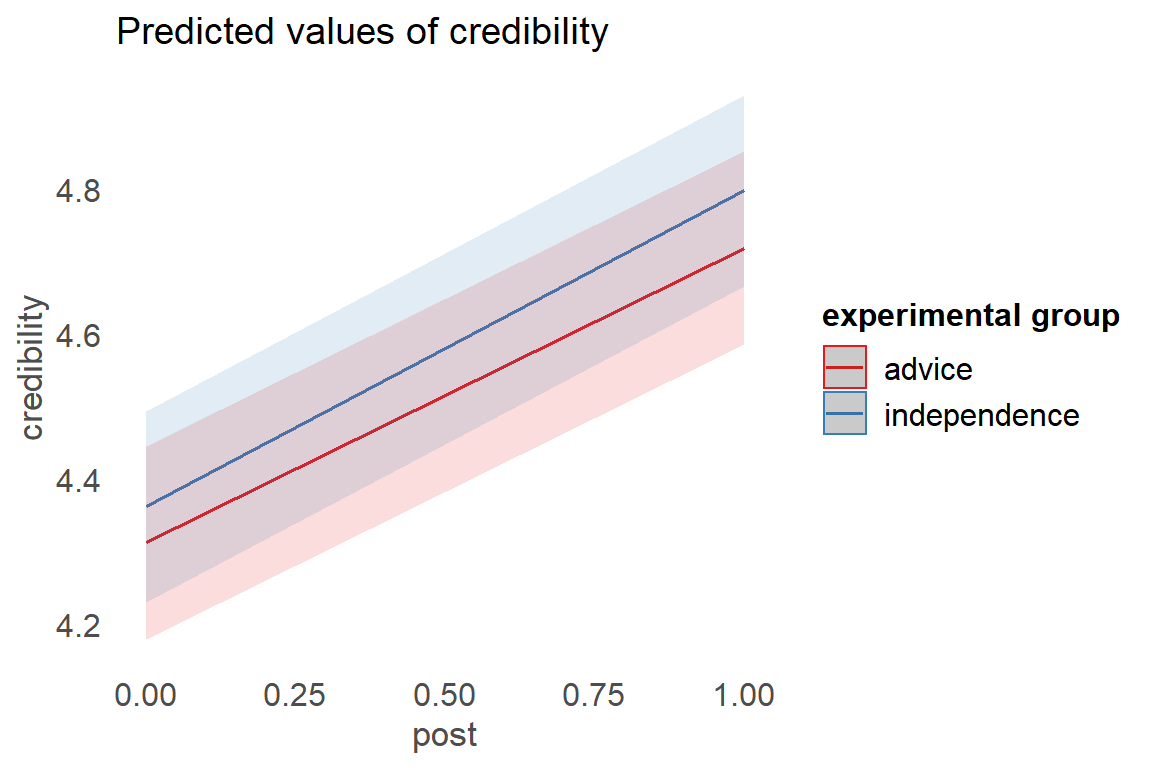 Predicted values of credibility
credibility
4.8
4.6
4.4
4.2
0.00 0.25 0.50 0.75 1.00
post
experimental group
advice
independence